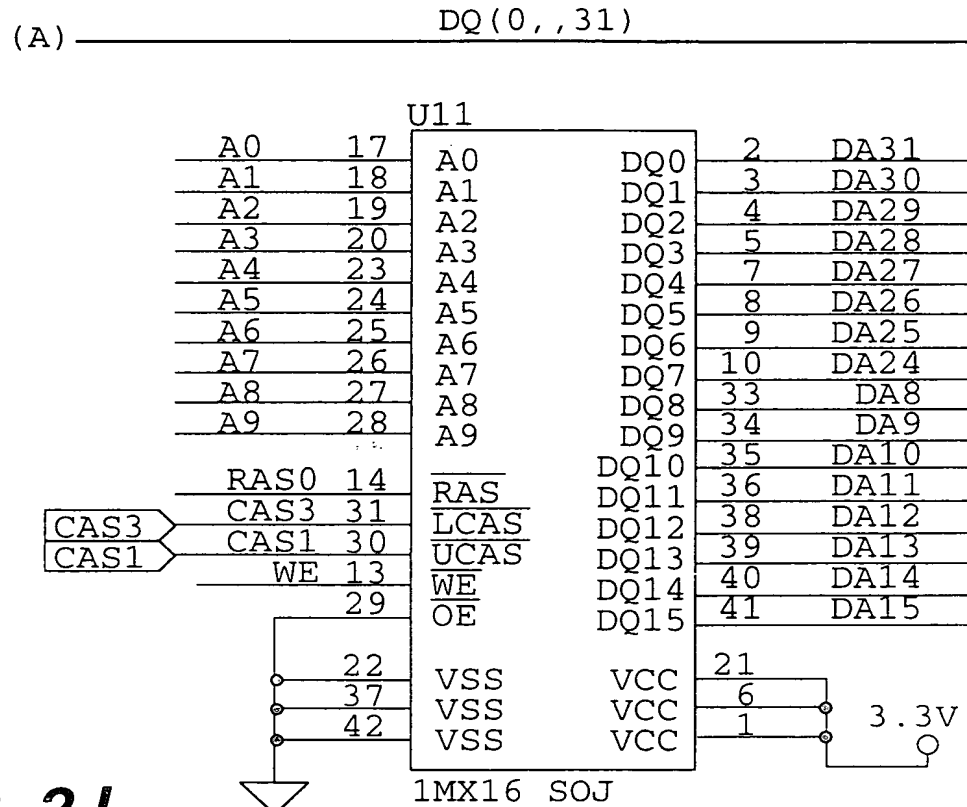 DQ(0,,31)
(A)
U11
A0 17 A0 DQ0 2 DA31
A1 18 A1 DQ1 3 DA30
A2 19 A2 DQ2 4 DA29
A3 20 A3 DQ3 5 DA28
A4 23 A4 DQ4 7 DA27
A5 24 A5 DQ5 8 DA26
A6 25 A6 DQ6 9 DA25
A7 26 A7 DQ7 10 DA24
A8 27 A8 DQ8 33 DA8
A9 28 A9 DQ9 34 DA9
DQ10 35 DA10
RAS0 14 RAS DQ11 36 DA11
CAS3 CAS3 31 LCAS DQ12 38 DA12
CAS1 CAS1 30 UCAS DQ13 39 DA13
WE 13 WE DQ14 40 DA14
29 OE DQ15 41 DA15
22 VSS VCC 21
37 VSS VCC 6
42 VSS VCC 1
3.3V
1MX16 SOJ